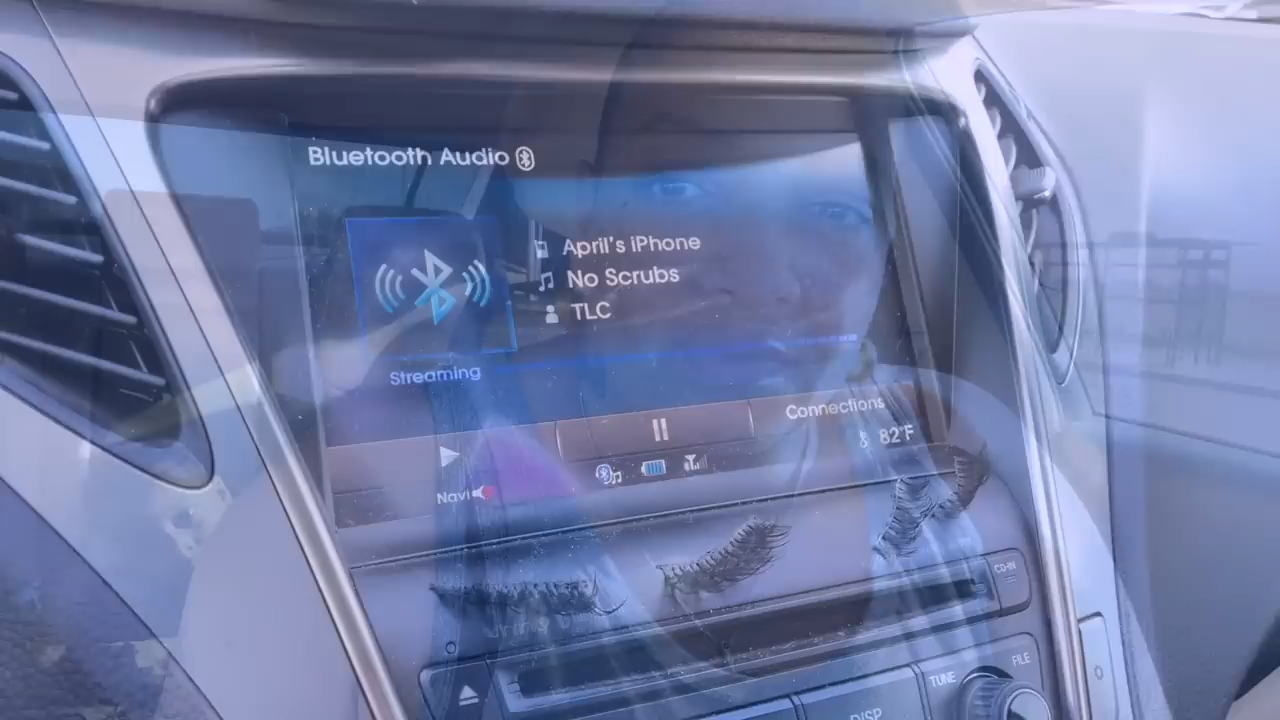 Bluetooth Audio
April's iPhone
No Scrubs
TLC
Streaming
Connections
82°F
Navi
CD-IN
FILE
TUNE
DISP